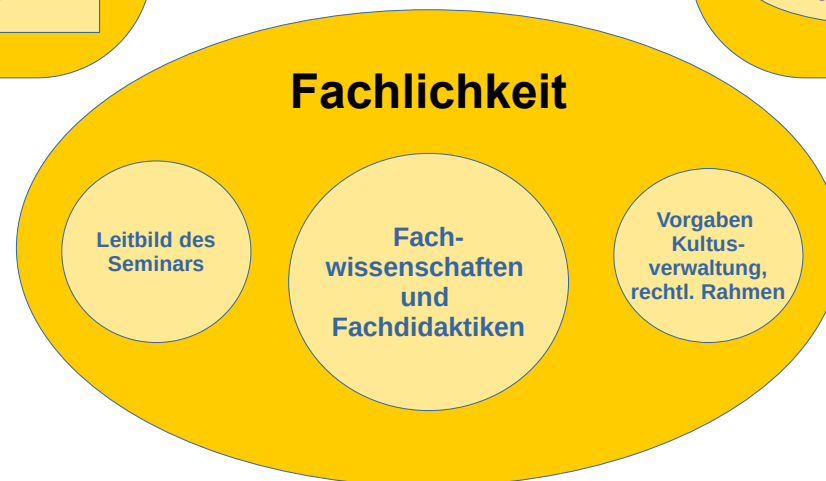 Fachlichkeit
Leitbild des
Seminars
Fach-
wissenschaften
und
Fachdidaktiken
Vorgaben
Kultus-
verwaltung,
rechtl. Rahmen